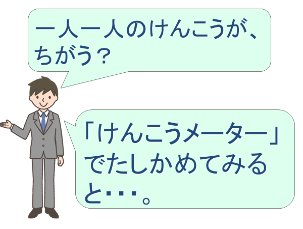 一人一人のけんこうが、
ちがう？
「けんこうメーター」
でたしかめてみる
と・・・。